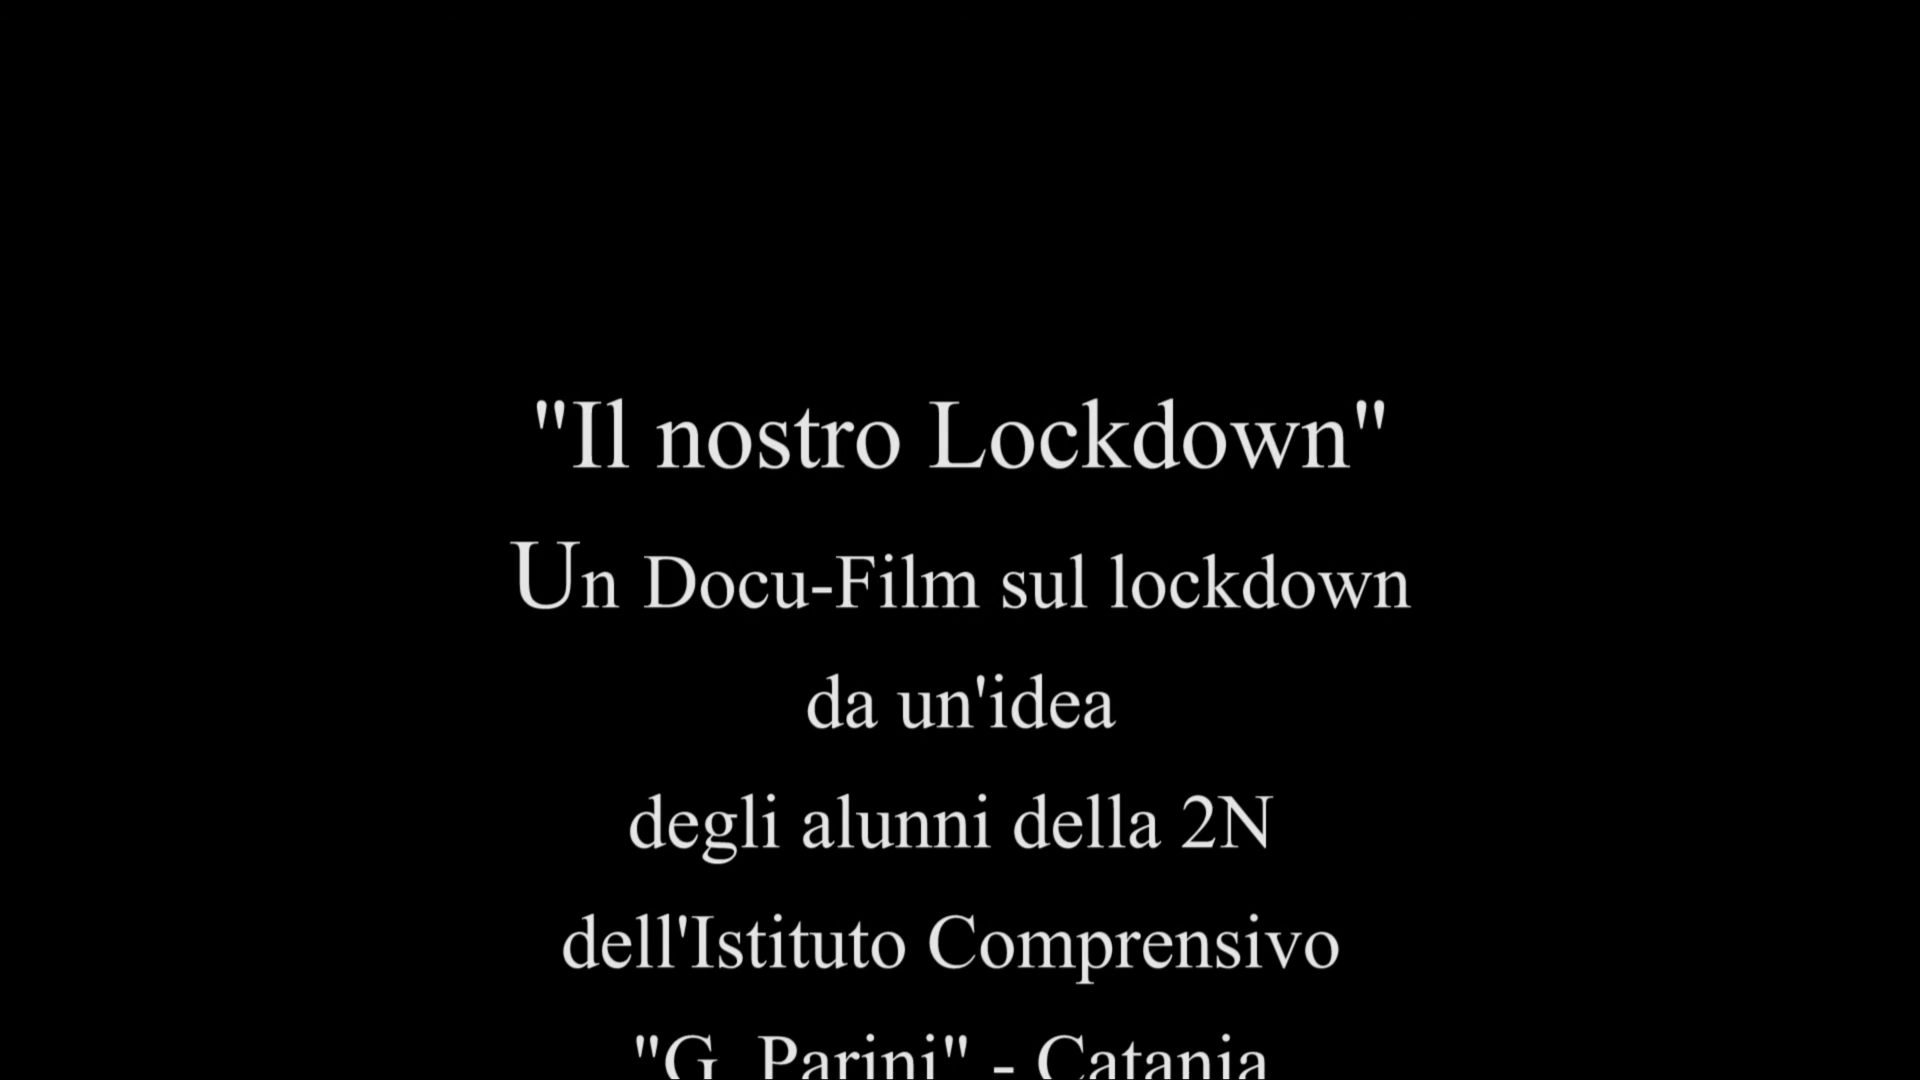 "Il nostro Lockdown"
Un Docu-Film sul lockdown
da un'idea
degli alunni della 2N
dell'Istituto Comprensivo
"G. Parini" - Catania